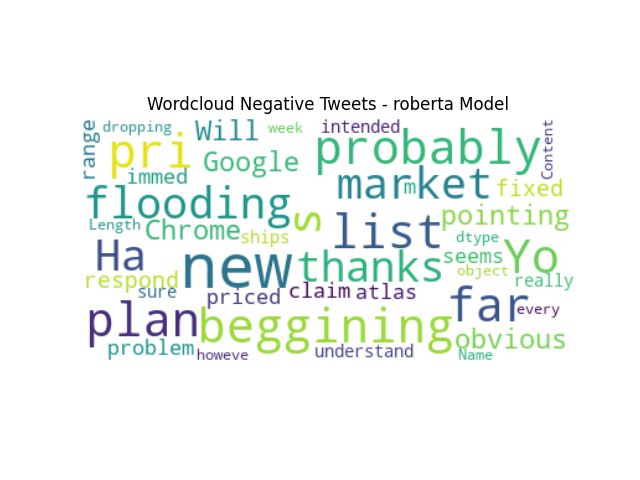 Wordcloud Negative Tweets - roberta Model
range
dropping
Will
week
intended
probably
Content
pri
immed
Google
market
m
fixed
flooding
s
list
pointing
Length
Chrome
ships
dtype
Ha
new
thanks
seems
Yo
object
respond
sure
priced
claim
atlas
really
plan
beggining
far
every
obvious
problem
howeve
understand
Name